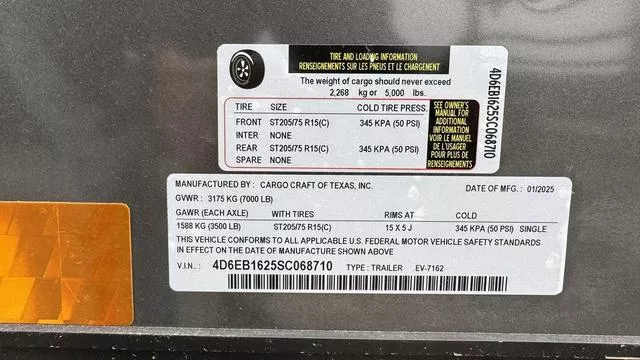 TIRE AND LOADING INFORMATION
RENSEIGNEMENTS SUR LES PNEUS ET LE CHARGEMENT
The weight of cargo should never exceed
2,268 kg or 5,000 lbs.
TIRE SIZE COLD TIRE PRESS.
FRONT ST205/75 R15(C) 345 KPA (50 PSI)
INTER NONE
REAR ST205/75 R15(C) 345 KPA (50 PSI)
SPARE NONE
SEE OWNER'S
MANUAL FOR
ADDITIONAL
INFORMATION
VOIR LE MANUEL
DE L'USAGER
POUR PLUS DE
RENSEIGNEMENTS
4D6EB1625SC068710
MANUFACTURED BY : CARGO CRAFT OF TEXAS, INC. DATE OF MFG. : 01/2025
GVWR : 3175 KG (7000 LB)
GAWR (EACH AXLE) WITH TIRES RIMS AT COLD
1588 KG (3500 LB) ST205/75 R15(C) 15 X 5 J 345 KPA (50 PSI) SINGLE
THIS VEHICLE CONFORMS TO ALL APPLICABLE U.S. FEDERAL MOTOR VEHICLE SAFETY STANDARDS
IN EFFECT ON THE DATE OF MANUFACTURE SHOWN ABOVE
V.I.N. : 4D6EB1625SC068710 TYPE : TRAILER .EV-7162